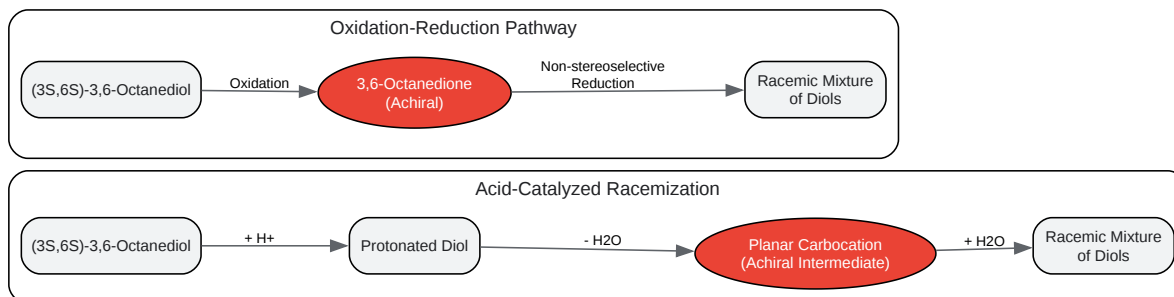 Oxidation-Reduction Pathway
(3S,6S)-3,6-Octanediol
Oxidation
3,6-Octanedione
(Achiral)
Non-stereoselective
Reduction
Racemic Mixture
of Diols
Acid-Catalyzed Racemization
(3S,6S)-3,6-Octanediol
+ H+
Protonated Diol
- H2O
Planar Carbocation
(Achiral Intermediate)
+ H2O
Racemic Mixture
of Diols